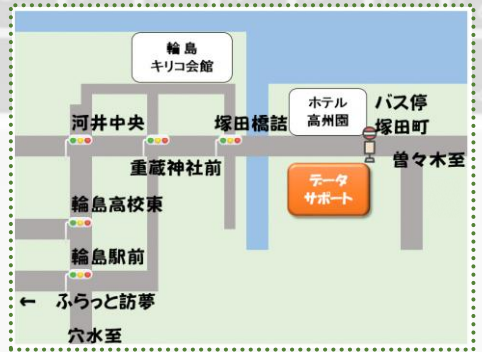 輪島
キリコ会館
ホテル
高州園
バス停
塚田町
河井中央
塚田橋詰
重蔵神社前
曽々木至
データ
サポート
輪島高校東
輪島駅前
← ふらっと訪夢
穴水至